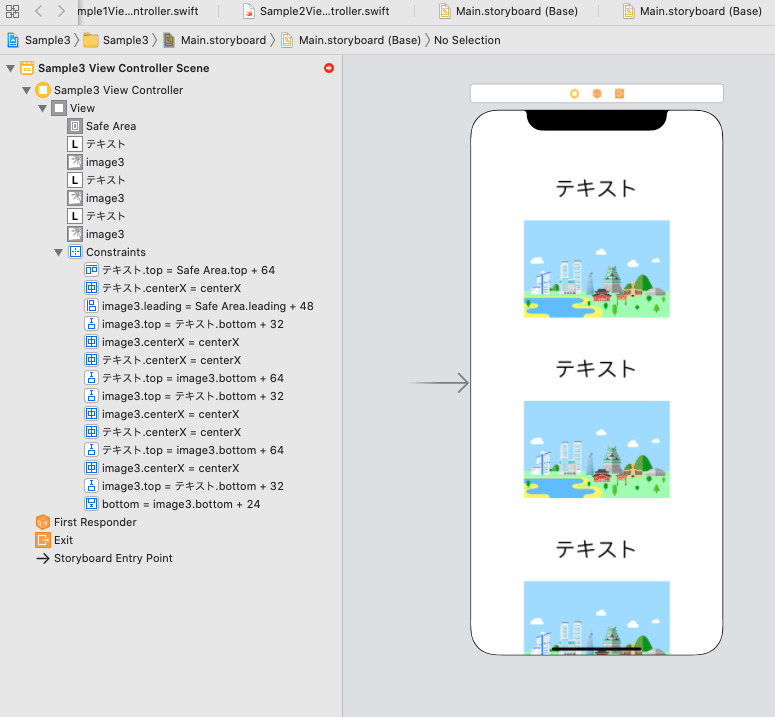 mple1Vie...ntroller.swift
Sample2Vie...troller.swift
Main.storyboard (Base)
Main.storyboard (Base)
Sample3 〉 Sample3 〉 Main.storyboard 〉 Main.storyboard (Base) 〉 No Selection
Sample3 View Controller Scene
Sample3 View Controller
View
Safe Area
L テキスト
image3
L テキスト
image3
L テキスト
image3
Constraints
テキスト.top = Safe Area.top + 64
テキスト.centerX = centerX
image3.leading = Safe Area.leading + 48
image3.top = テキスト.bottom + 32
image3.centerX = centerX
テキスト.centerX = centerX
テキスト.top = image3.bottom + 64
image3.top = テキスト.bottom + 32
image3.centerX = centerX
テキスト.centerX = centerX
テキスト.top = image3.bottom + 64
image3.centerX = centerX
image3.top = テキスト.bottom + 32
bottom = image3.bottom + 24
First Responder
Exit
Storyboard Entry Point
テキスト
テキスト
テキスト